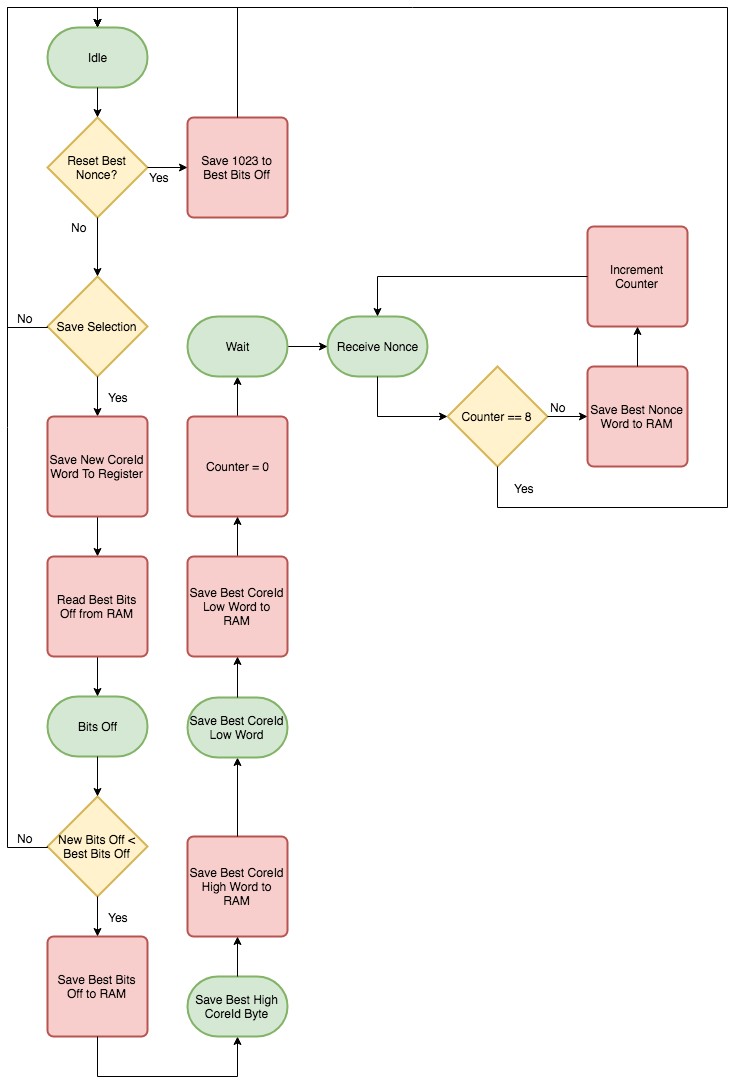 Idle
Reset Best
Nonce?
Yes
Save 1023 to
Best Bits Off
No
Save Selection
No
Yes
Save New CoreId
Word To Register
Read Best Bits
Off from RAM
Bits Off
New Bits Off <
Best Bits Off
No
Yes
Save Best Bits
Off to RAM
Save Best High
CoreId Byte
Save Best CoreId
High Word to
RAM
Save Best CoreId
Low Word
Save Best CoreId
Low Word to
RAM
Counter = 0
Wait
Receive Nonce
Counter == 8
No
Yes
Save Best Nonce
Word to RAM
Increment
Counter